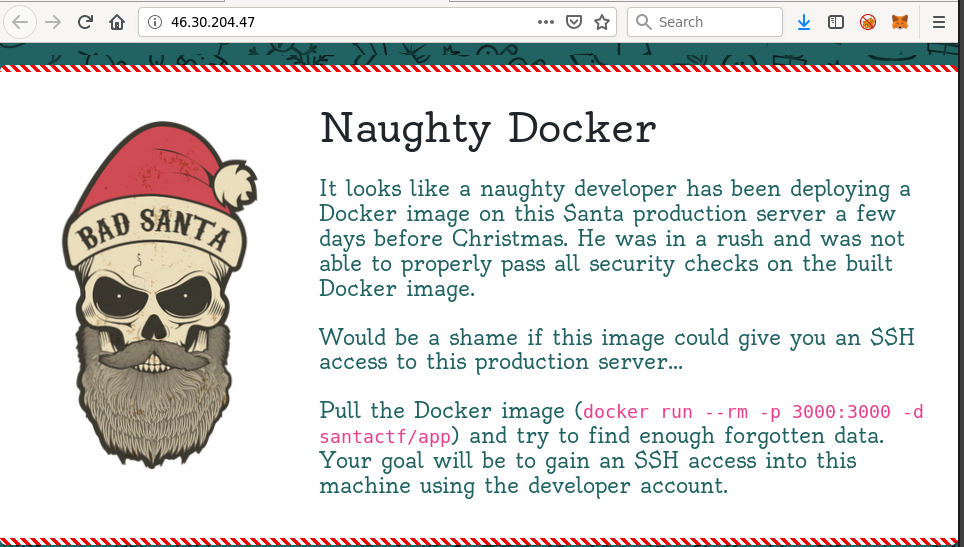 46.30.204.47
Search
BAD SANTA
Naughty Docker
It looks like a naughty developer has been deploying a
Docker image on this Santa production server a few
days before Christmas. He was in a rush and was not
able to properly pass all security checks on the built
Docker image.
Would be a shame if this image could give you an SSH
access to this production server...
Pull the Docker image (docker run --rm -p 3000:3000 -d
santactf/app) and try to find enough forgotten data.
Your goal will be to gain an SSH access into this
machine using the developer account.